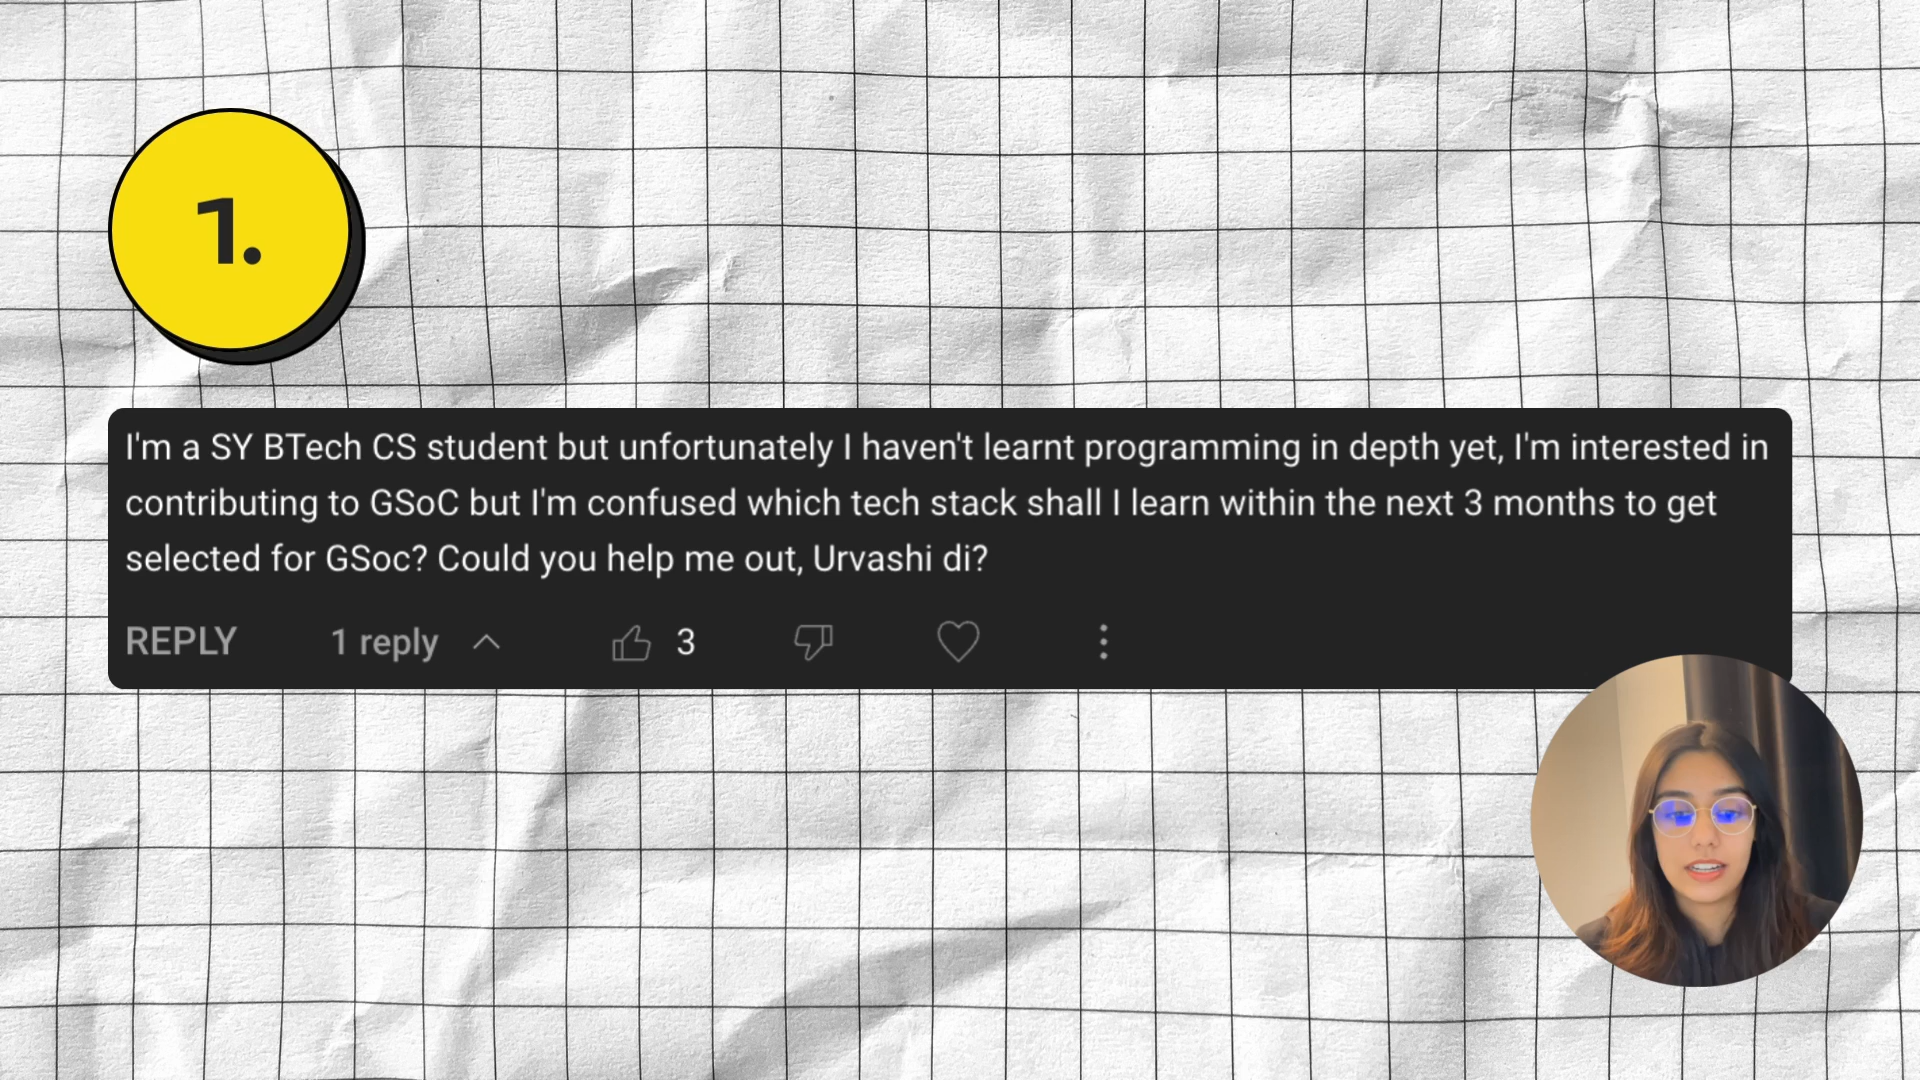 1.
I'm a SY BTech CS student but unfortunately I haven't learnt programming in depth yet, I'm interested in
contributing to GSoC but I'm confused which tech stack shall I learn within the next 3 months to get
selected for GSoc? Could you help me out, Urvashi di?
REPLY 1 reply 3